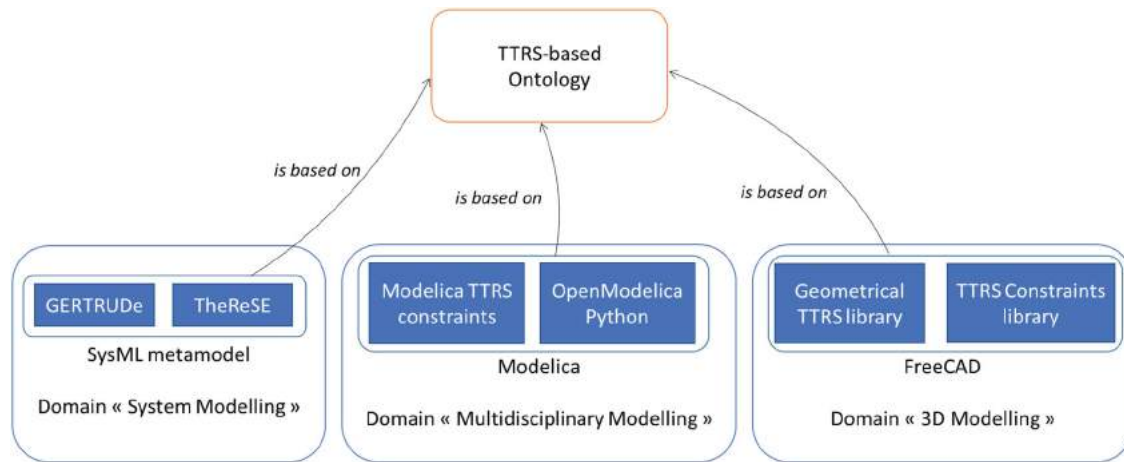 TTRS-based
Ontology
is based on
is based on
is based on
GERTRUDe
TheReSE
SysML metamodel
Domain « System Modelling »
Modelica TTRS
constraints
OpenModelica
Python
Modelica
Domain « Multidisciplinary Modelling »
Geometrical
TTRS library
TTRS Constraints
library
FreeCAD
Domain « 3D Modelling »